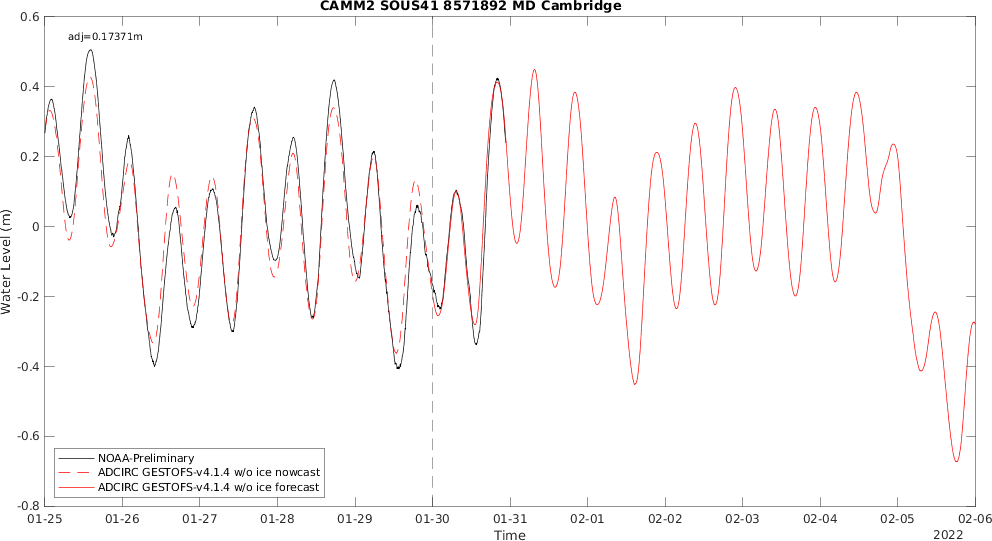 CAMM2 SOUS41 8571892 MD Cambridge
adj=0.17371m
0.6
0.4
0.2
0
-0.2
-0.4
-0.6
-0.8
Water Level (m)
NOAA-Preliminary
ADCIRC GESTOFS-v4.1.4 w/o ice nowcast
ADCIRC GESTOFS-v4.1.4 w/o ice forecast
01-25 01-26 01-27 01-28 01-29 01-30 01-31 02-01 02-02 02-03 02-04 02-05 02-06
Time
2022